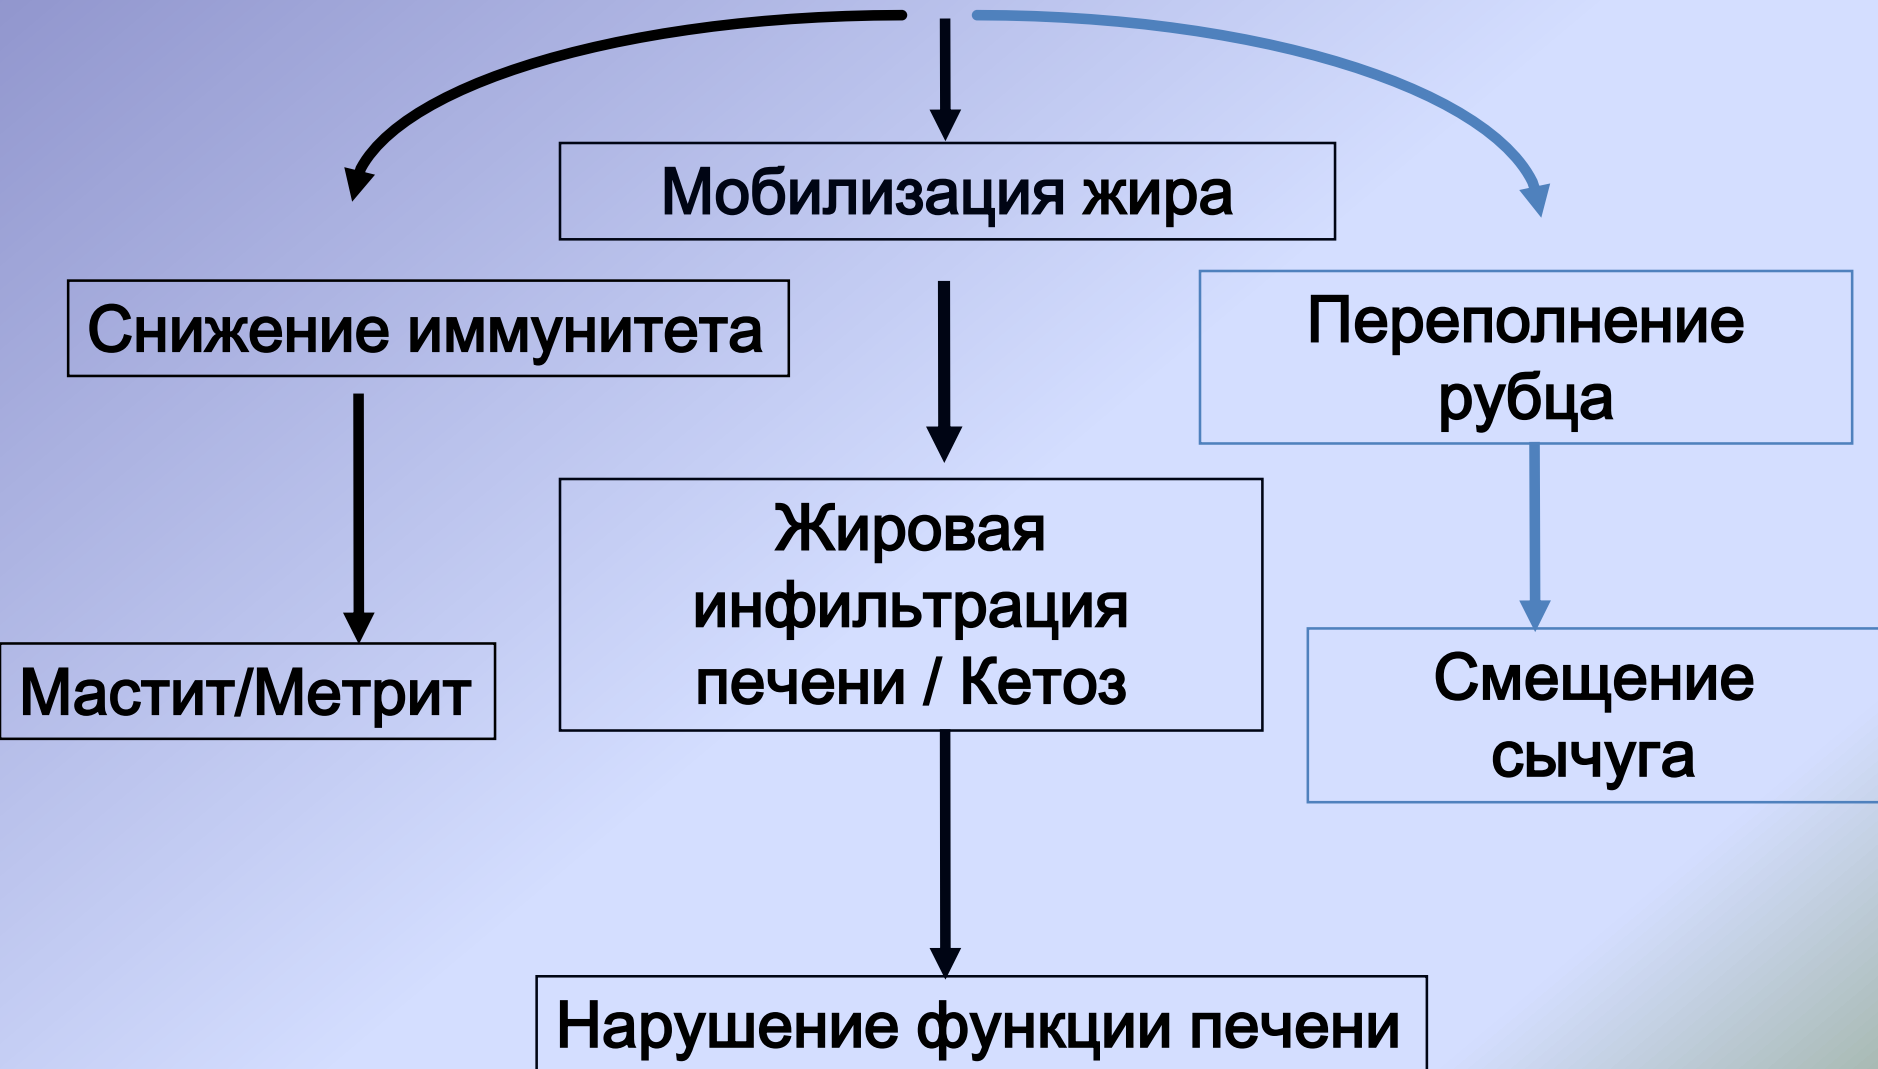 Мобилизация жира
Снижение иммунитета
Переполнение
рубца
Жировая
инфильтрация
печени / Кетоз
Мастит/Метрит
Смещение
сычуга
Нарушение функции печени